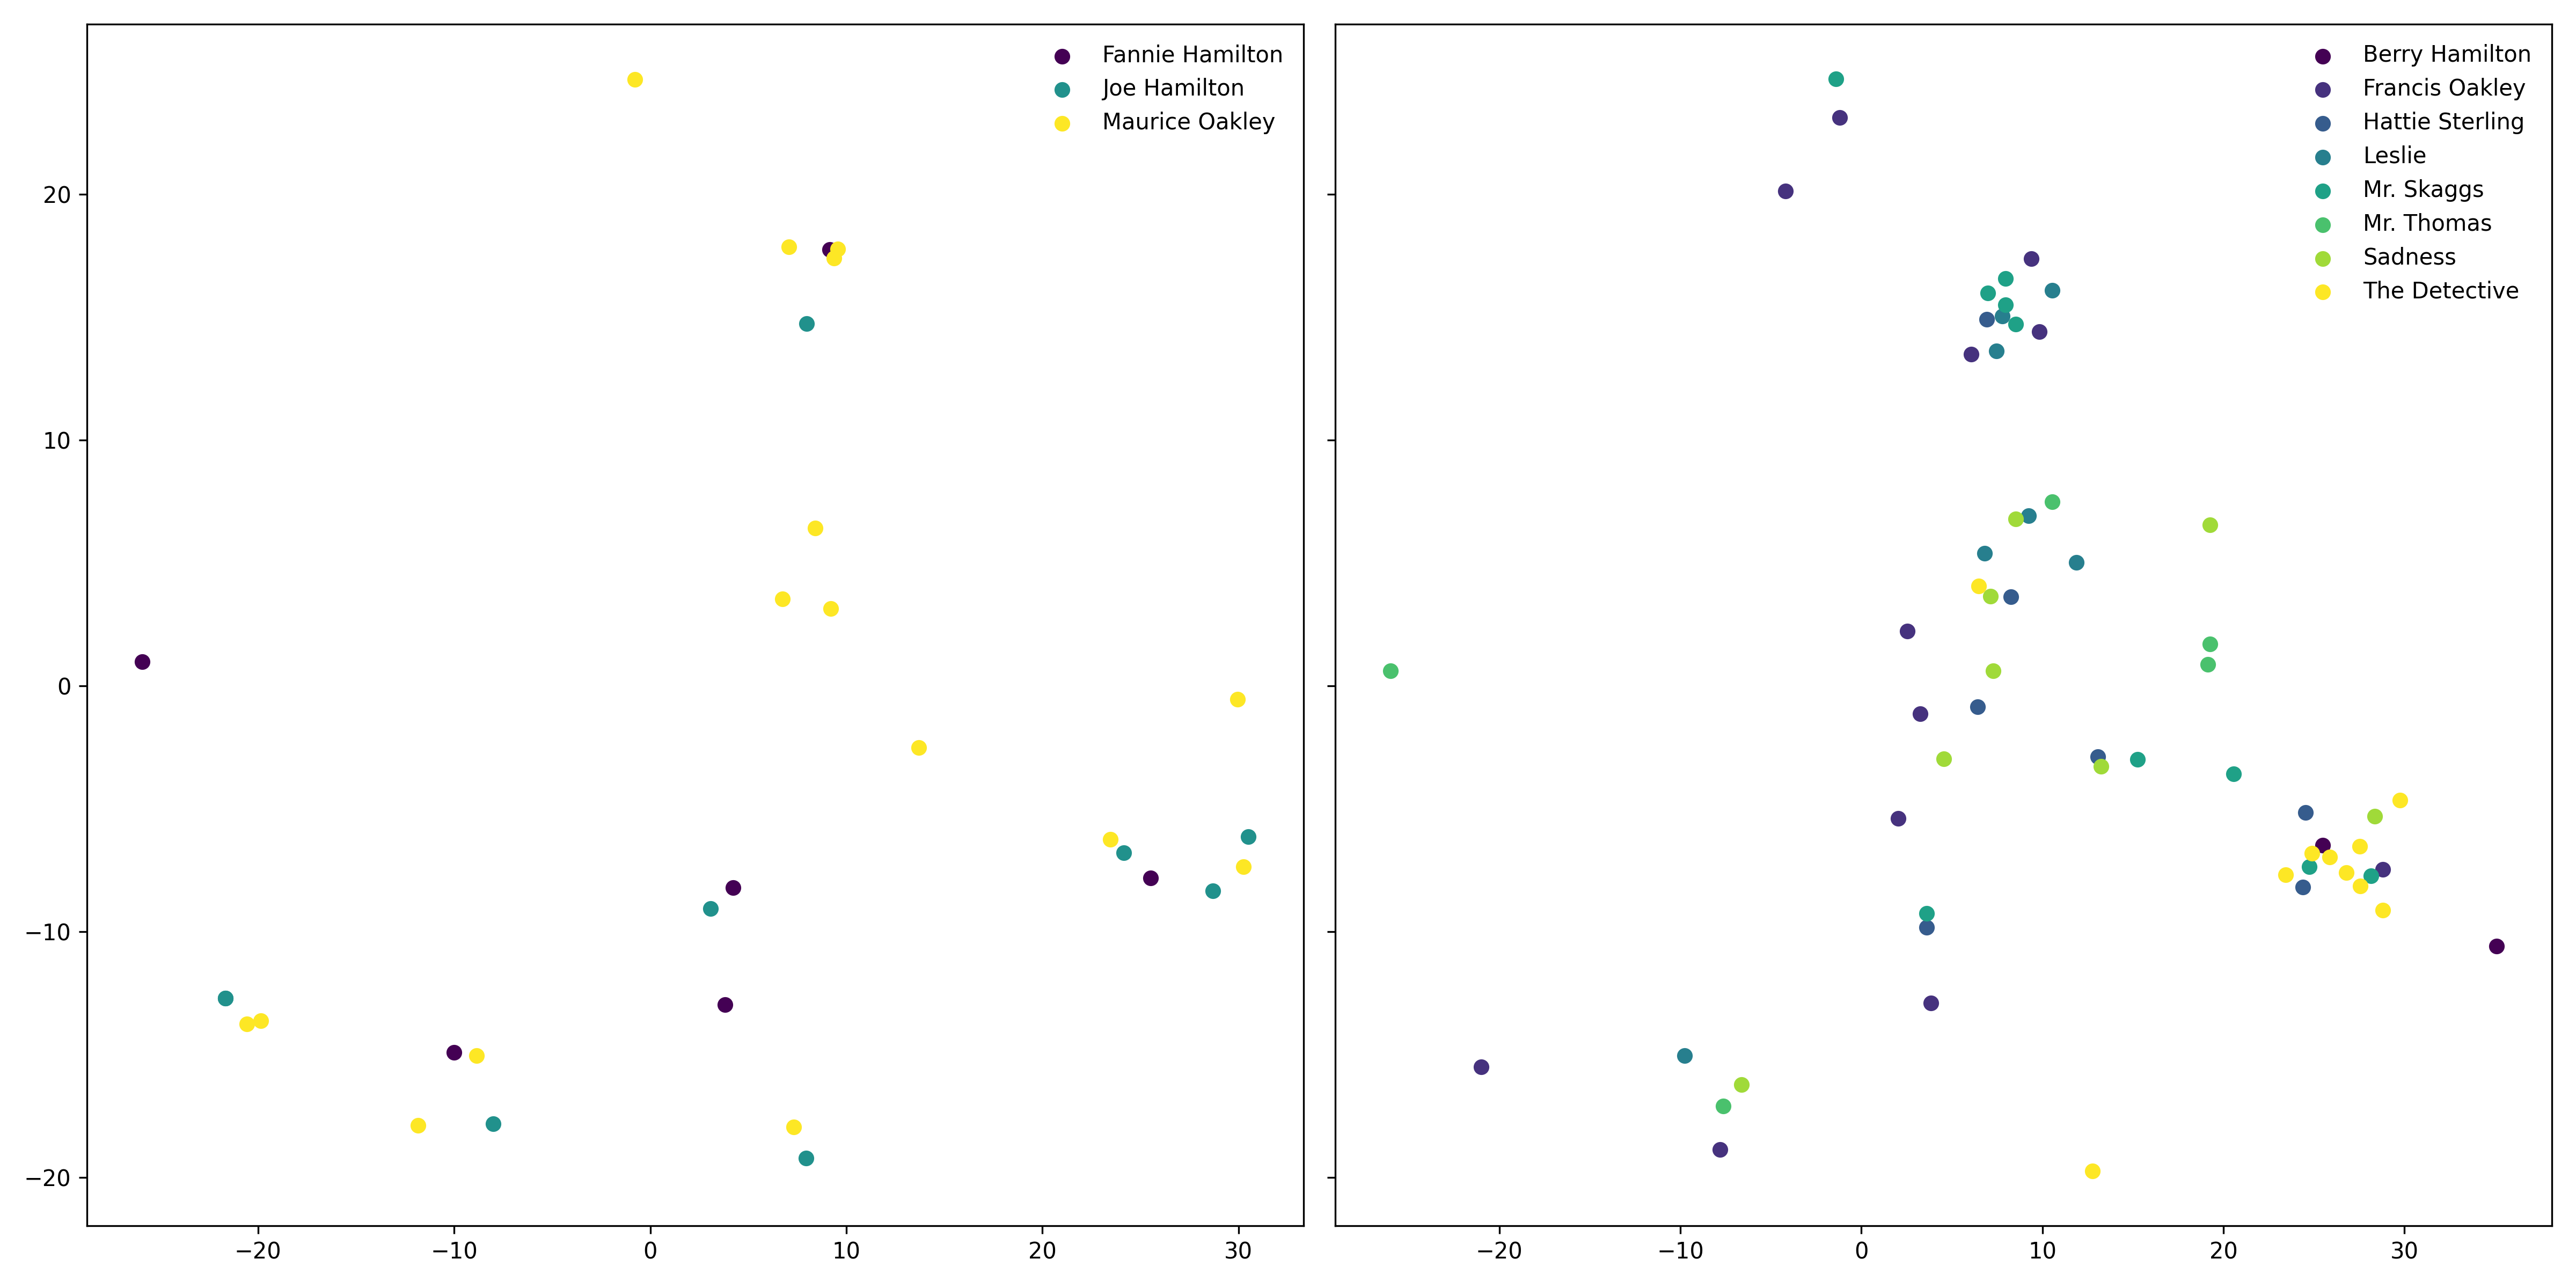 Fannie Hamilton
Joe Hamilton
Maurice Oakley
20
10
0
−10
−20
−20
−10
0
10
20
30
Berry Hamilton
Francis Oakley
Hattie Sterling
Leslie
Mr. Skaggs
Mr. Thomas
Sadness
The Detective
−20
−10
0
10
20
30